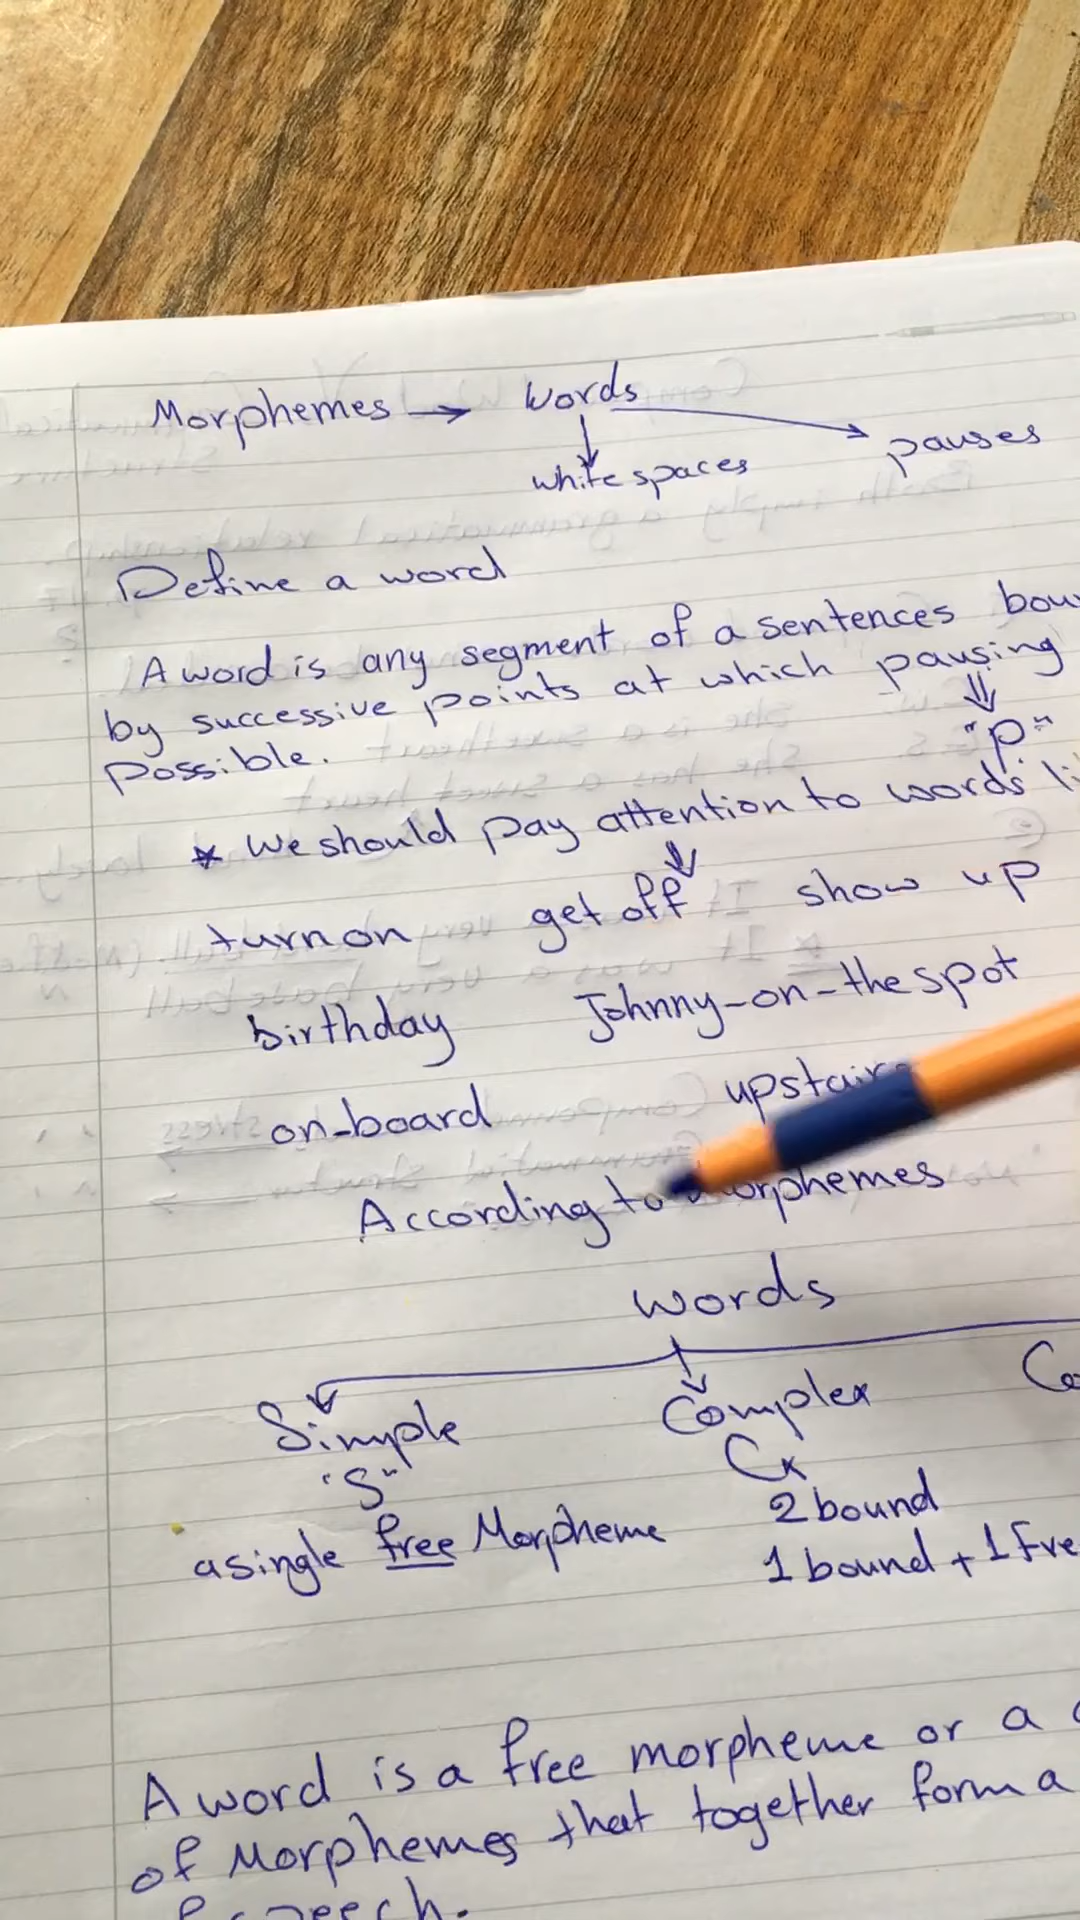 Morphemes → words
white spaces pauses
Define a word
A word is any segment of a sentences
by successive points at which pausing
possible. "P"
* We should pay attention to words
turn on get off show up
birthday Johnny-on-the spot
on-board
According to Morphemes
words
Simple Complex
"S" Cx
a single free Morpheme 2 bound
1 bound + 1
A word is a free morpheme or a
of Morphemes that together form a